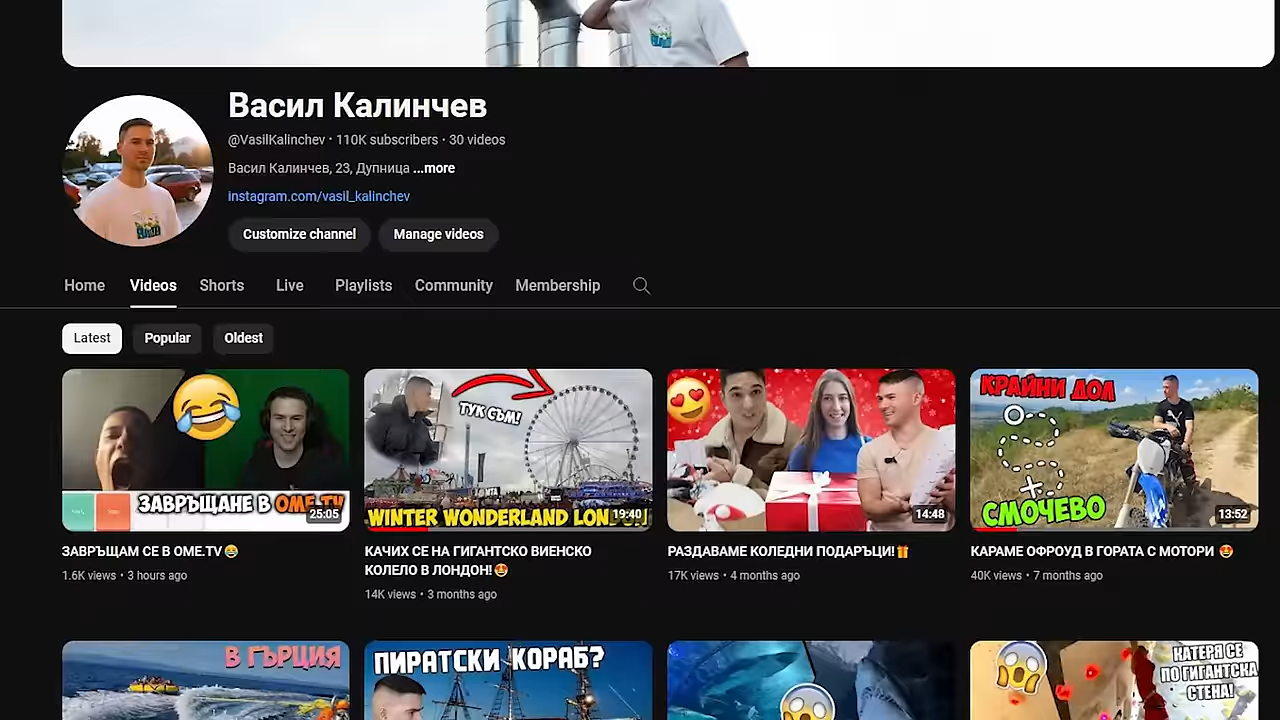 Васил Калинчев
@VasilKalinchev · 110K subscribers · 30 videos
Васил Калинчев, 23, Дупница ...more
instagram.com/vasil_kalinchev
Customize channel Manage videos
Home Videos Shorts Live Playlists Community Membership
Latest Popular Oldest
ЗАВРЪЩАНЕ В OME.TV
25:05
ТУК СЪМ!
WINTER WONDERLAND LONDON
19:40
14:48
КРАЙНИ ДОЛ
СМОЧЕВО
13:52
ЗАВРЪЩАМ СЕ В OME.TV😂
1.6K views · 3 hours ago
КАЧИХ СЕ НА ГИГАНТСКО ВИЕНСКО
КОЛЕЛО В ЛОНДОН!🤩
14K views · 3 months ago
РАЗДАВАМЕ КОЛЕДНИ ПОДАРЪЦИ!🎁
17K views · 4 months ago
КАРАМЕ ОФРОУД В ГОРАТА С МОТОРИ 🤩
40K views · 7 months ago
В ГЪРЦИЯ
ПИРАТСКИ КОРАБ?
КАТЕРЯ СЕ
ПО ГИГАНТСКА
СТЕНА!